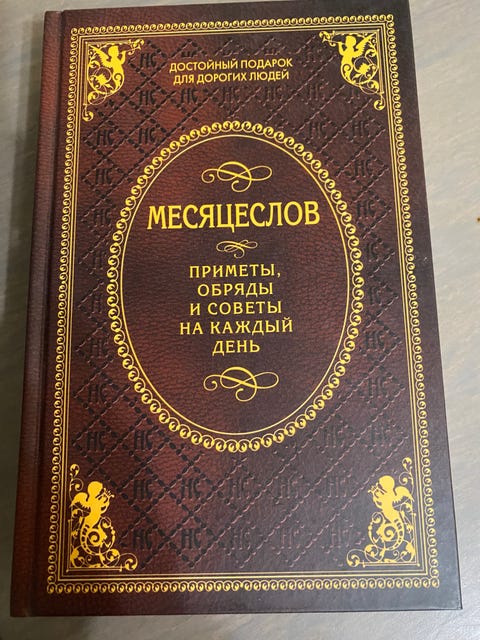 ДОСТОЙНЫЙ ПОДАРОК
ДЛЯ ДОРОГИХ ЛЮДЕЙ
МЕСЯЦЕСЛОВ
ПРИМЕТЫ,
ОБРЯДЫ
И СОВЕТЫ
НА КАЖДЫЙ
ДЕНЬ